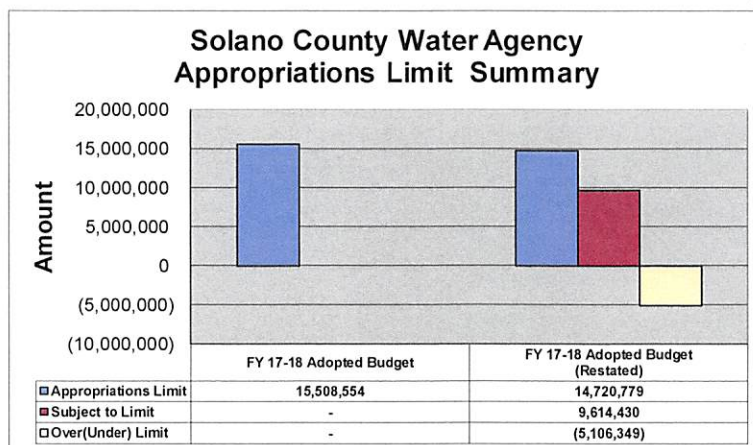 Solano County Water Agency
Appropriations Limit Summary
20,000,000
15,000,000
10,000,000
5,000,000
0
(5,000,000)
(10,000,000)
Amount
FY 17-18 Adopted Budget
FY 17-18 Adopted Budget
(Restated)
Appropriations Limit 15,508,554 14,720,779
Subject to Limit - 9,614,430
Over(Under) Limit - (5,106,349)